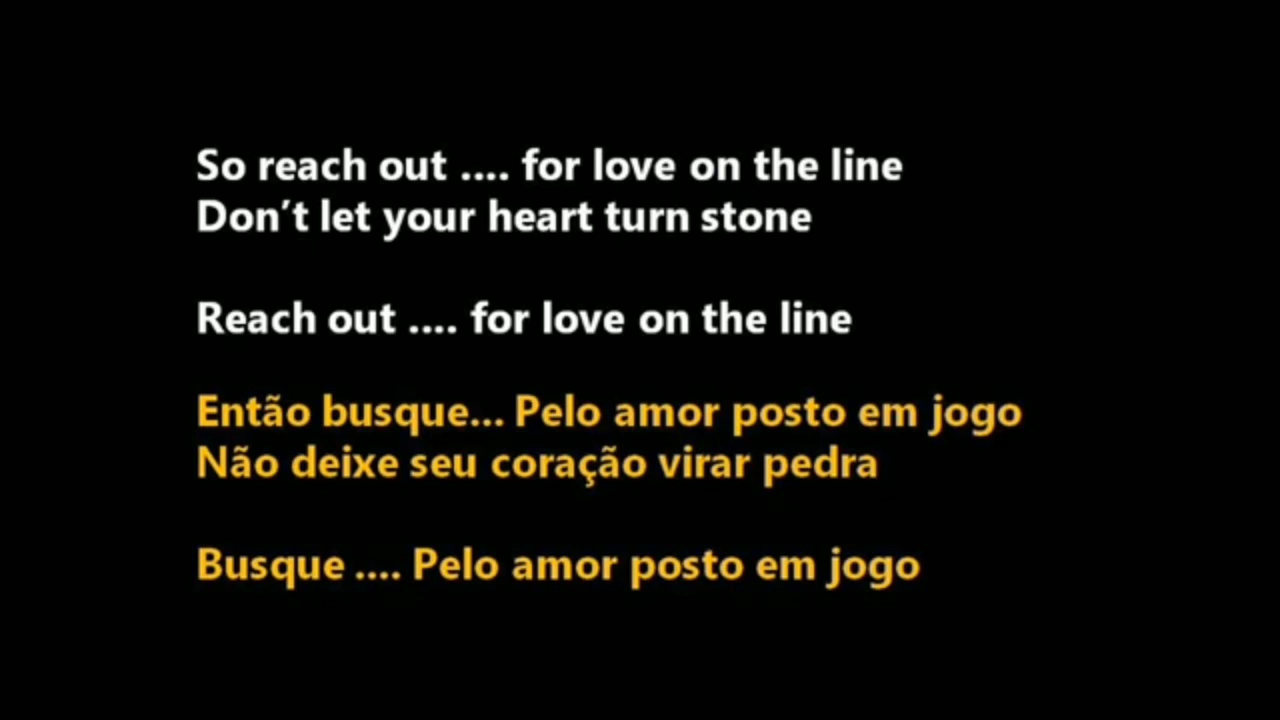 So reach out .... for love on the line
Don’t let your heart turn stone
Reach out .... for love on the line
Então busque... Pelo amor posto em jogo
Não deixe seu coração virar pedra
Busque .... Pelo amor posto em jogo